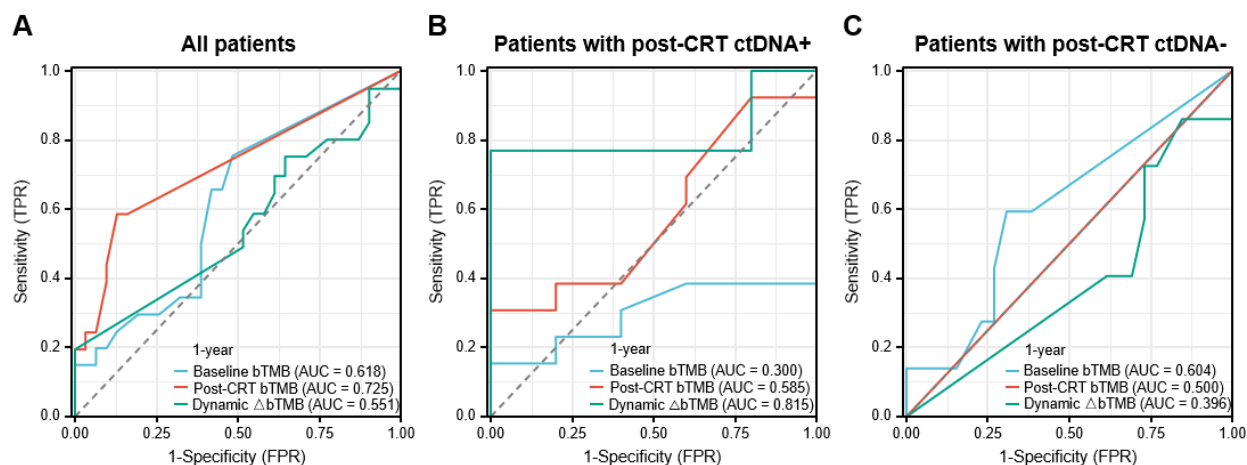 A
All patients
Sensitivity (TPR)
1.0
0.8
0.6
0.4
0.2
0.0
1-year
Baseline bTMB (AUC = 0.618)
Post-CRT bTMB (AUC = 0.725)
Dynamic △bTMB (AUC = 0.551)
0.00 0.25 0.50 0.75 1.00
1-Specificity (FPR)
B
Patients with post-CRT ctDNA+
Sensitivity (TPR)
1.0
0.8
0.6
0.4
0.2
0.0
1-year
Baseline bTMB (AUC = 0.300)
Post-CRT bTMB (AUC = 0.585)
Dynamic △bTMB (AUC = 0.815)
0.00 0.25 0.50 0.75 1.00
1-Specificity (FPR)
C
Patients with post-CRT ctDNA-
Sensitivity (TPR)
1.0
0.8
0.6
0.4
0.2
0.0
1-year
Baseline bTMB (AUC = 0.604)
Post-CRT bTMB (AUC = 0.500)
Dynamic △bTMB (AUC = 0.396)
0.00 0.25 0.50 0.75 1.00
1-Specificity (FPR)